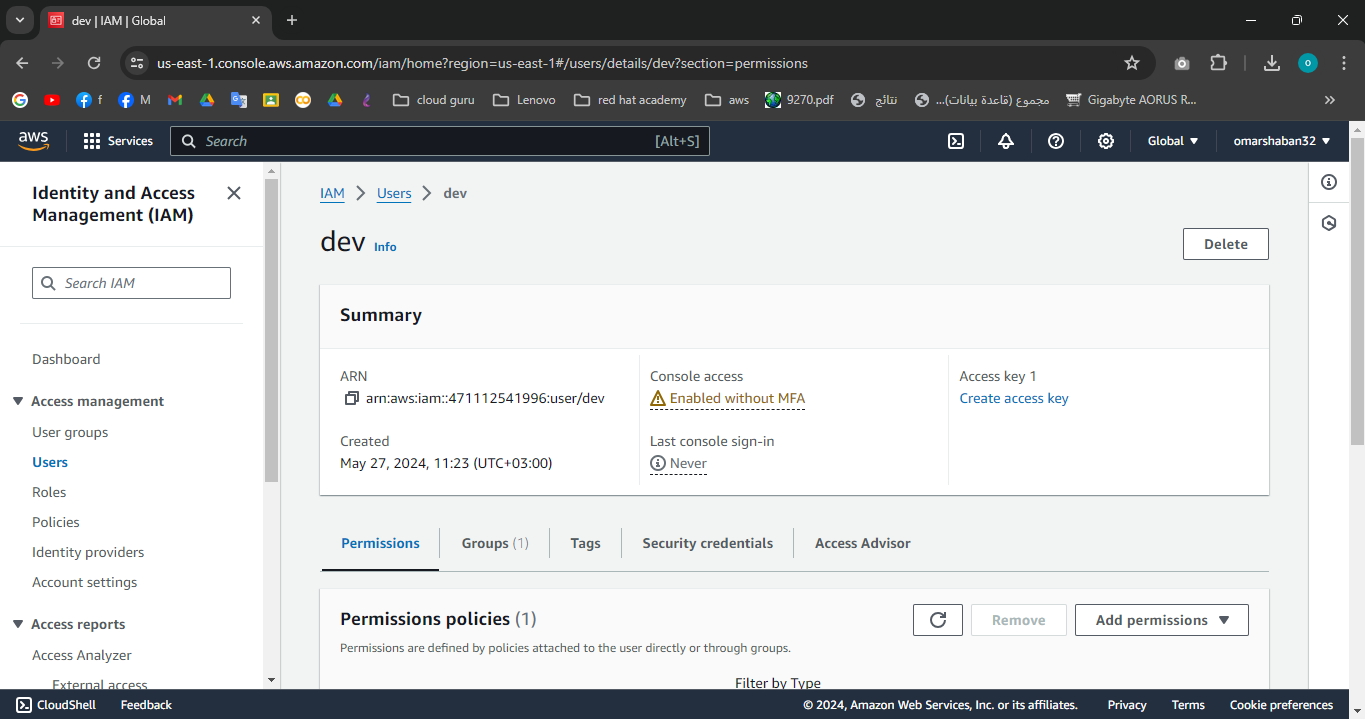 dev | IAM | Global
us-east-1.console.aws.amazon.com/iam/home?region=us-east-1#/users/details/dev?section=permissions
f
M
cloud guru
Lenovo
red hat academy
aws
9270.pdf
نتائج
مجموع (قاعدة بيانات)...
Gigabyte AORUS R...
aws
Services
Search
[Alt+S]
Global
omarshaban32
Identity and Access
Management (IAM)
Search IAM
Dashboard
Access management
User groups
Users
Roles
Policies
Identity providers
Account settings
Access reports
Access Analyzer
External access
IAM > Users > dev
dev Info
Delete
Summary
ARN
arn:aws:iam::471112541996:user/dev
Created
May 27, 2024, 11:23 (UTC+03:00)
Console access
Enabled without MFA
Last console sign-in
Never
Access key 1
Create access key
Permissions
Groups (1)
Tags
Security credentials
Access Advisor
Permissions policies (1)
Remove
Add permissions
Permissions are defined by policies attached to the user directly or through groups.
Filter by Type
CloudShell
Feedback
© 2024, Amazon Web Services, Inc. or its affiliates.
Privacy
Terms
Cookie preferences